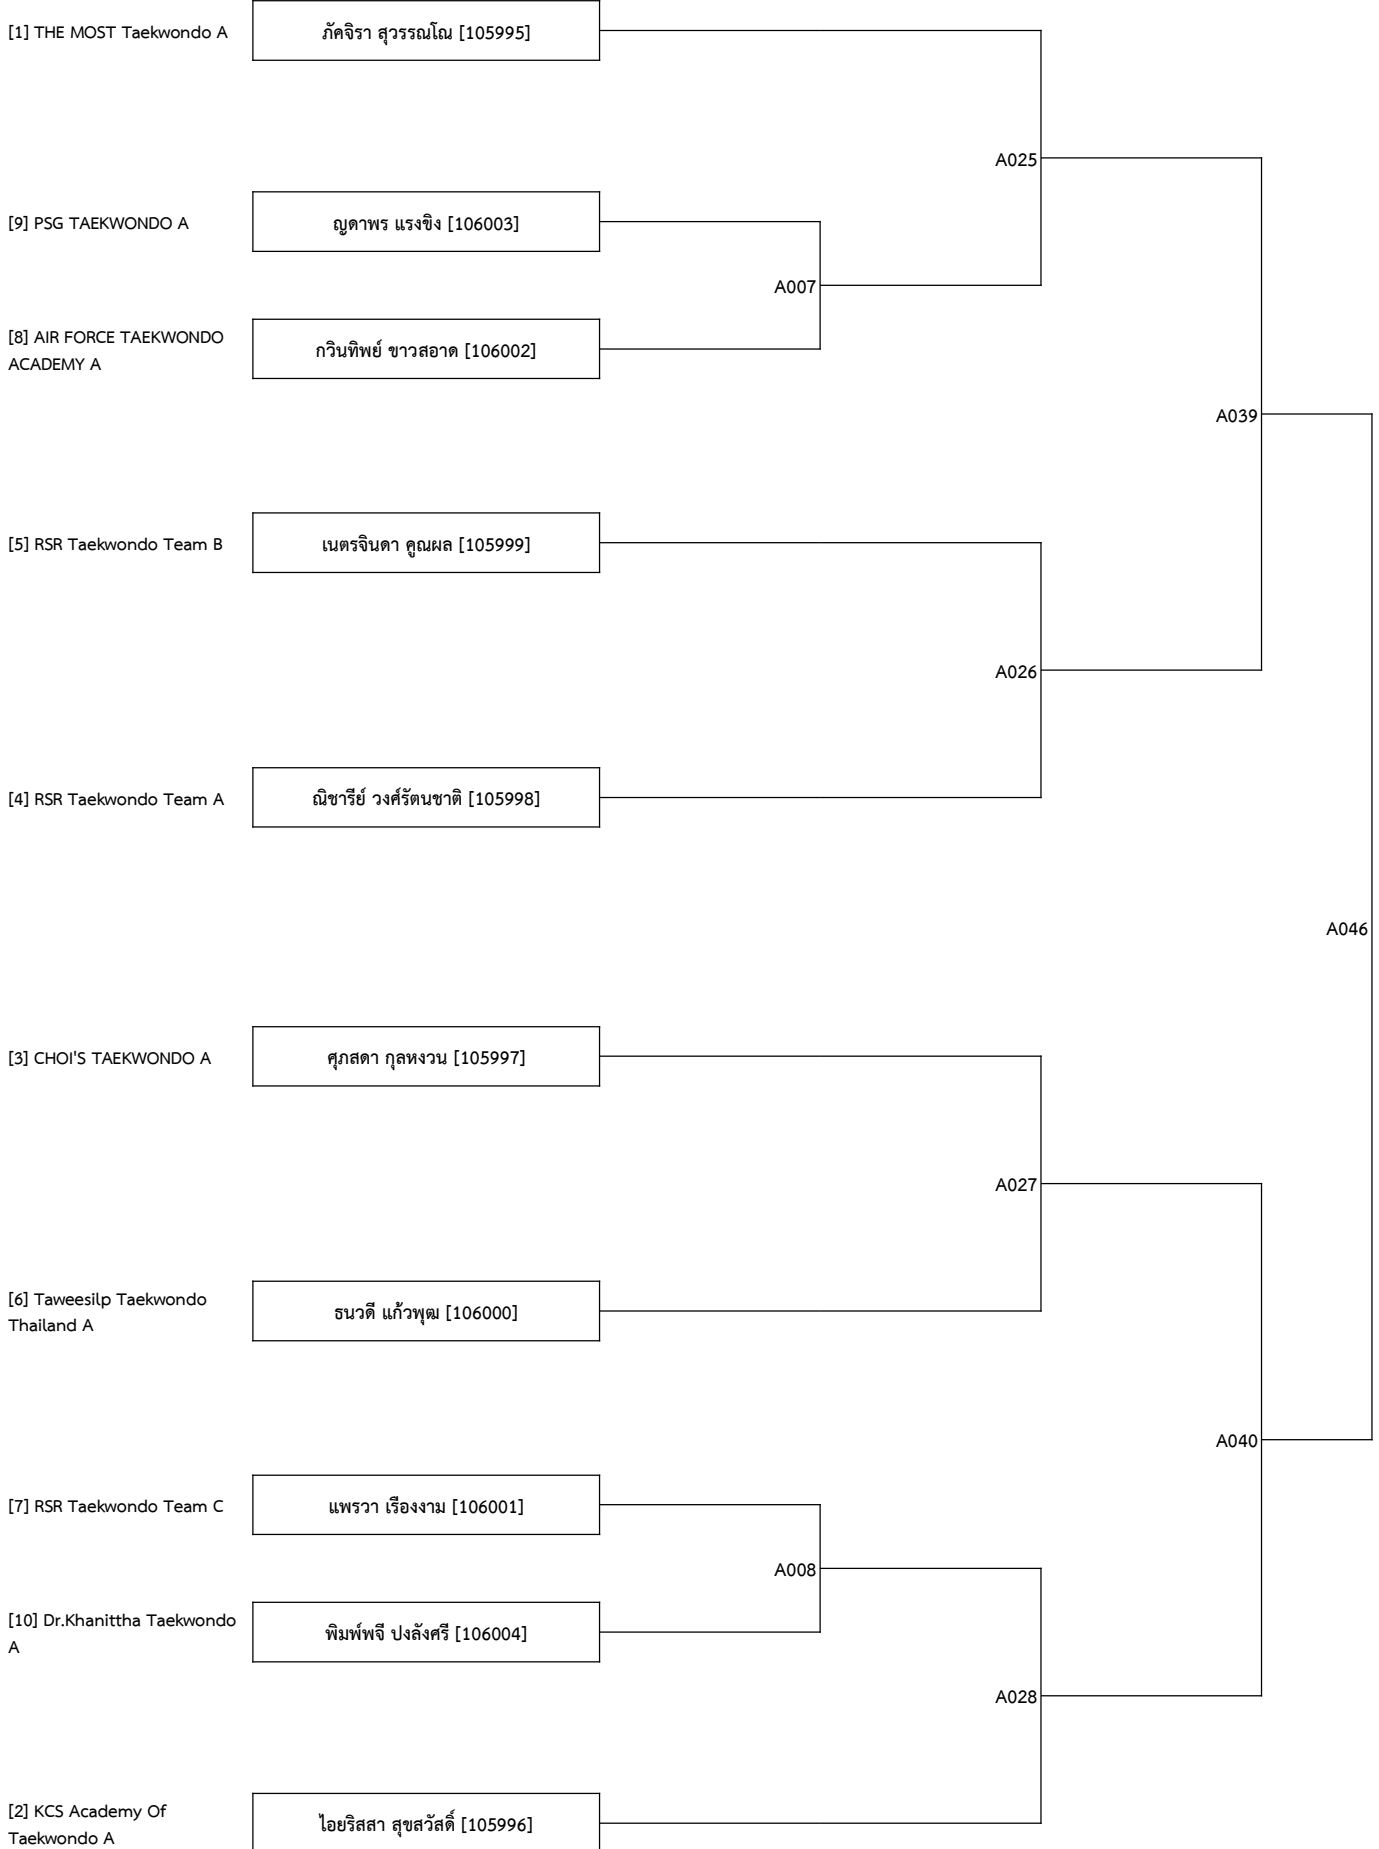 [1] THE MOST Taekwondo A
ภัคจิรา สุวรรณโณ [105995]
A025
[9] PSG TAEKWONDO A
ญดาพร แรงขิง [106003]
A007
[8] AIR FORCE TAEKWONDO
ACADEMY A
กวินทิพย์ ขาวสอาด [106002]
A039
[5] RSR Taekwondo Team B
เนตรจินดา คูณผล [105999]
A026
[4] RSR Taekwondo Team A
ณิชารีย์ วงศ์รัตนชาติ [105998]
A046
[3] CHOI'S TAEKWONDO A
ศุภสดา กุลหงวน [105997]
A027
[6] Taweesilp Taekwondo
Thailand A
ธนวดี แก้วพุฒ [106000]
A040
[7] RSR Taekwondo Team C
แพรวา เรืองงาม [106001]
A008
[10] Dr.Khanittha Taekwondo
A
พิมพ์พจี ปงลังศรี [106004]
A028
[2] KCS Academy Of
Taekwondo A
ไอยริสสา สุขสวัสดิ์ [105996]